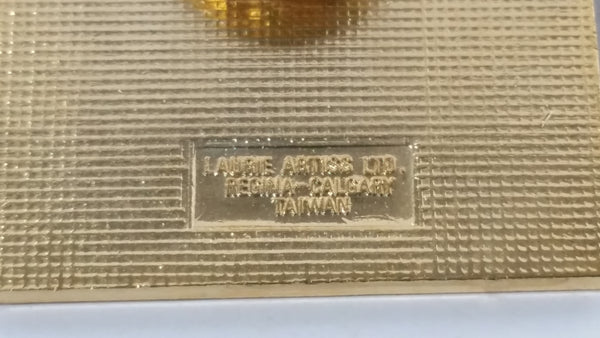 LAURIE ARTISS LTD.
REGINA-CALGARY
TAIWAN